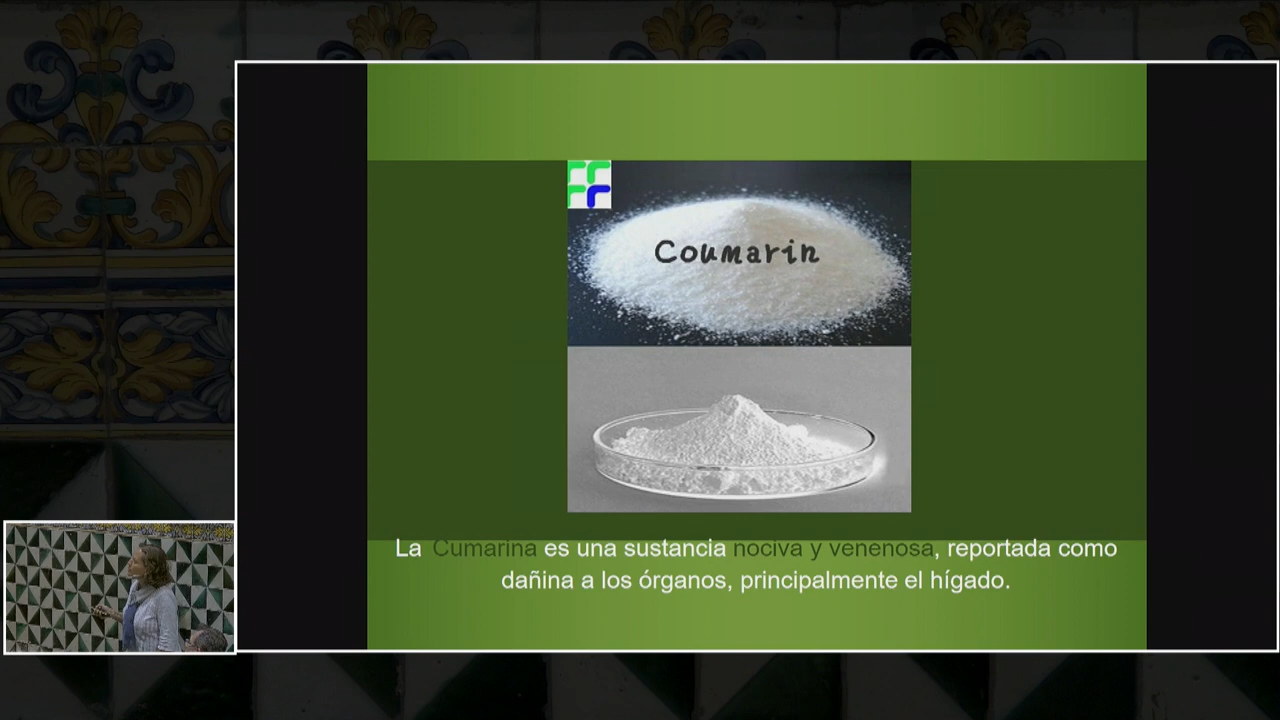 Coumarin
La Cumarina es una sustancia nociva y venenosa, reportada como
dañina a los órganos, principalmente el hígado.